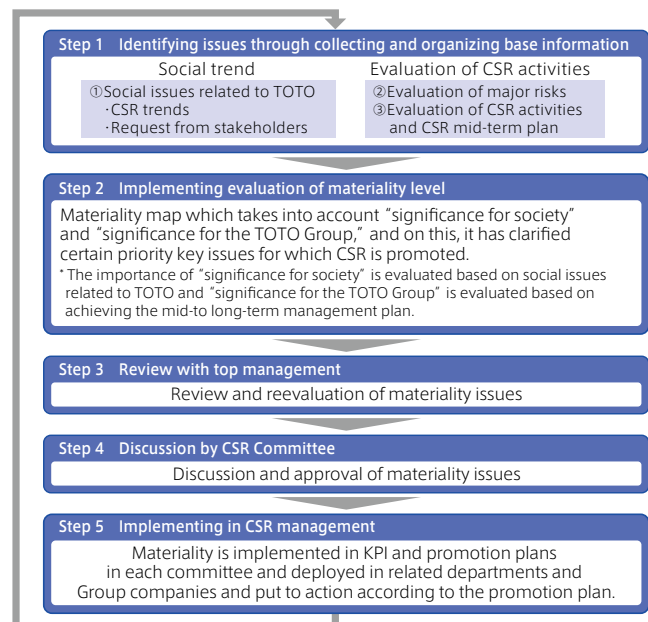 Step 1 Identifying issues through collecting and organizing base information
Social trend
①Social issues related to TOTO
・CSR trends
・Request from stakeholders
Evaluation of CSR activities
②Evaluation of major risks
③Evaluation of CSR activities
and CSR mid-term plan
Step 2 Implementing evaluation of materiality level
Materiality map which takes into account “significance for society”
and “significance for the TOTO Group,” and on this, it has clarified
certain priority key issues for which CSR is promoted.
* The importance of “significance for society” is evaluated based on social issues
related to TOTO and “significance for the TOTO Group” is evaluated based on
achieving the mid-to long-term management plan.
Step 3 Review with top management
Review and reevaluation of materiality issues
Step 4 Discussion by CSR Committee
Discussion and approval of materiality issues
Step 5 Implementing in CSR management
Materiality is implemented in KPI and promotion plans
in each committee and deployed in related departments and
Group companies and put to action according to the promotion plan.